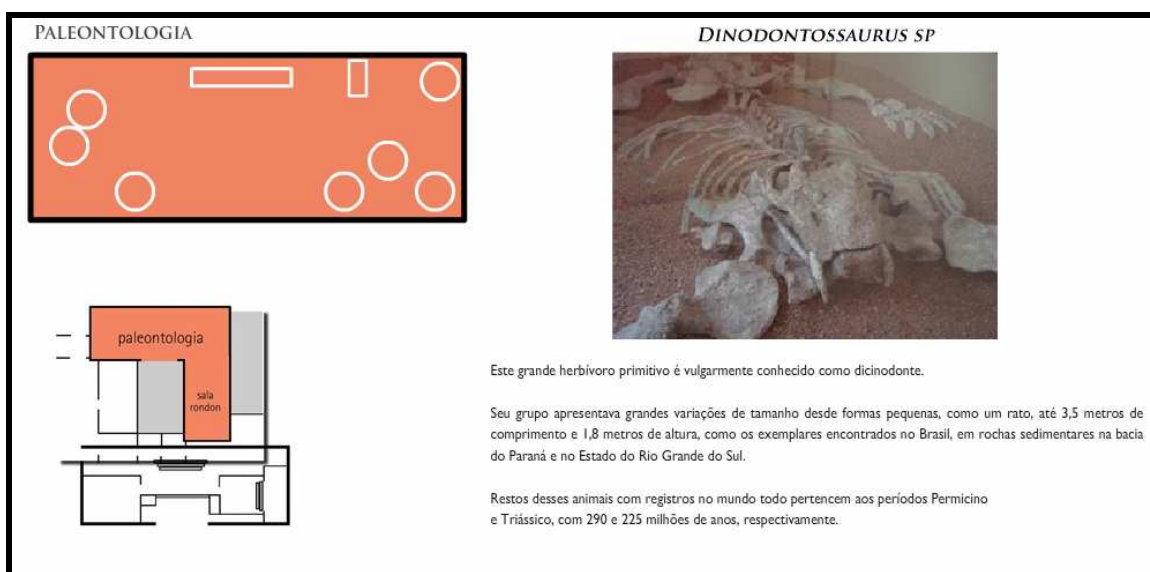 PALEONTOLOGIA
DINODONTOSSAURUS SP
paleontologia
sala
rondon
Este grande herbívoro primitivo é vulgarmente conhecido como dicinodonte.
Seu grupo apresentava grandes variações de tamanho desde formas pequenas, como um rato, até 3,5 metros de
comprimento e 1,8 metros de altura, como os exemplares encontrados no Brasil, em rochas sedimentares na bacia
do Paraná e no Estado do Rio Grande do Sul.
Restos desses animais com registros no mundo todo pertencem aos períodos Permicino
e Triássico, com 290 e 225 milhões de anos, respectivamente.